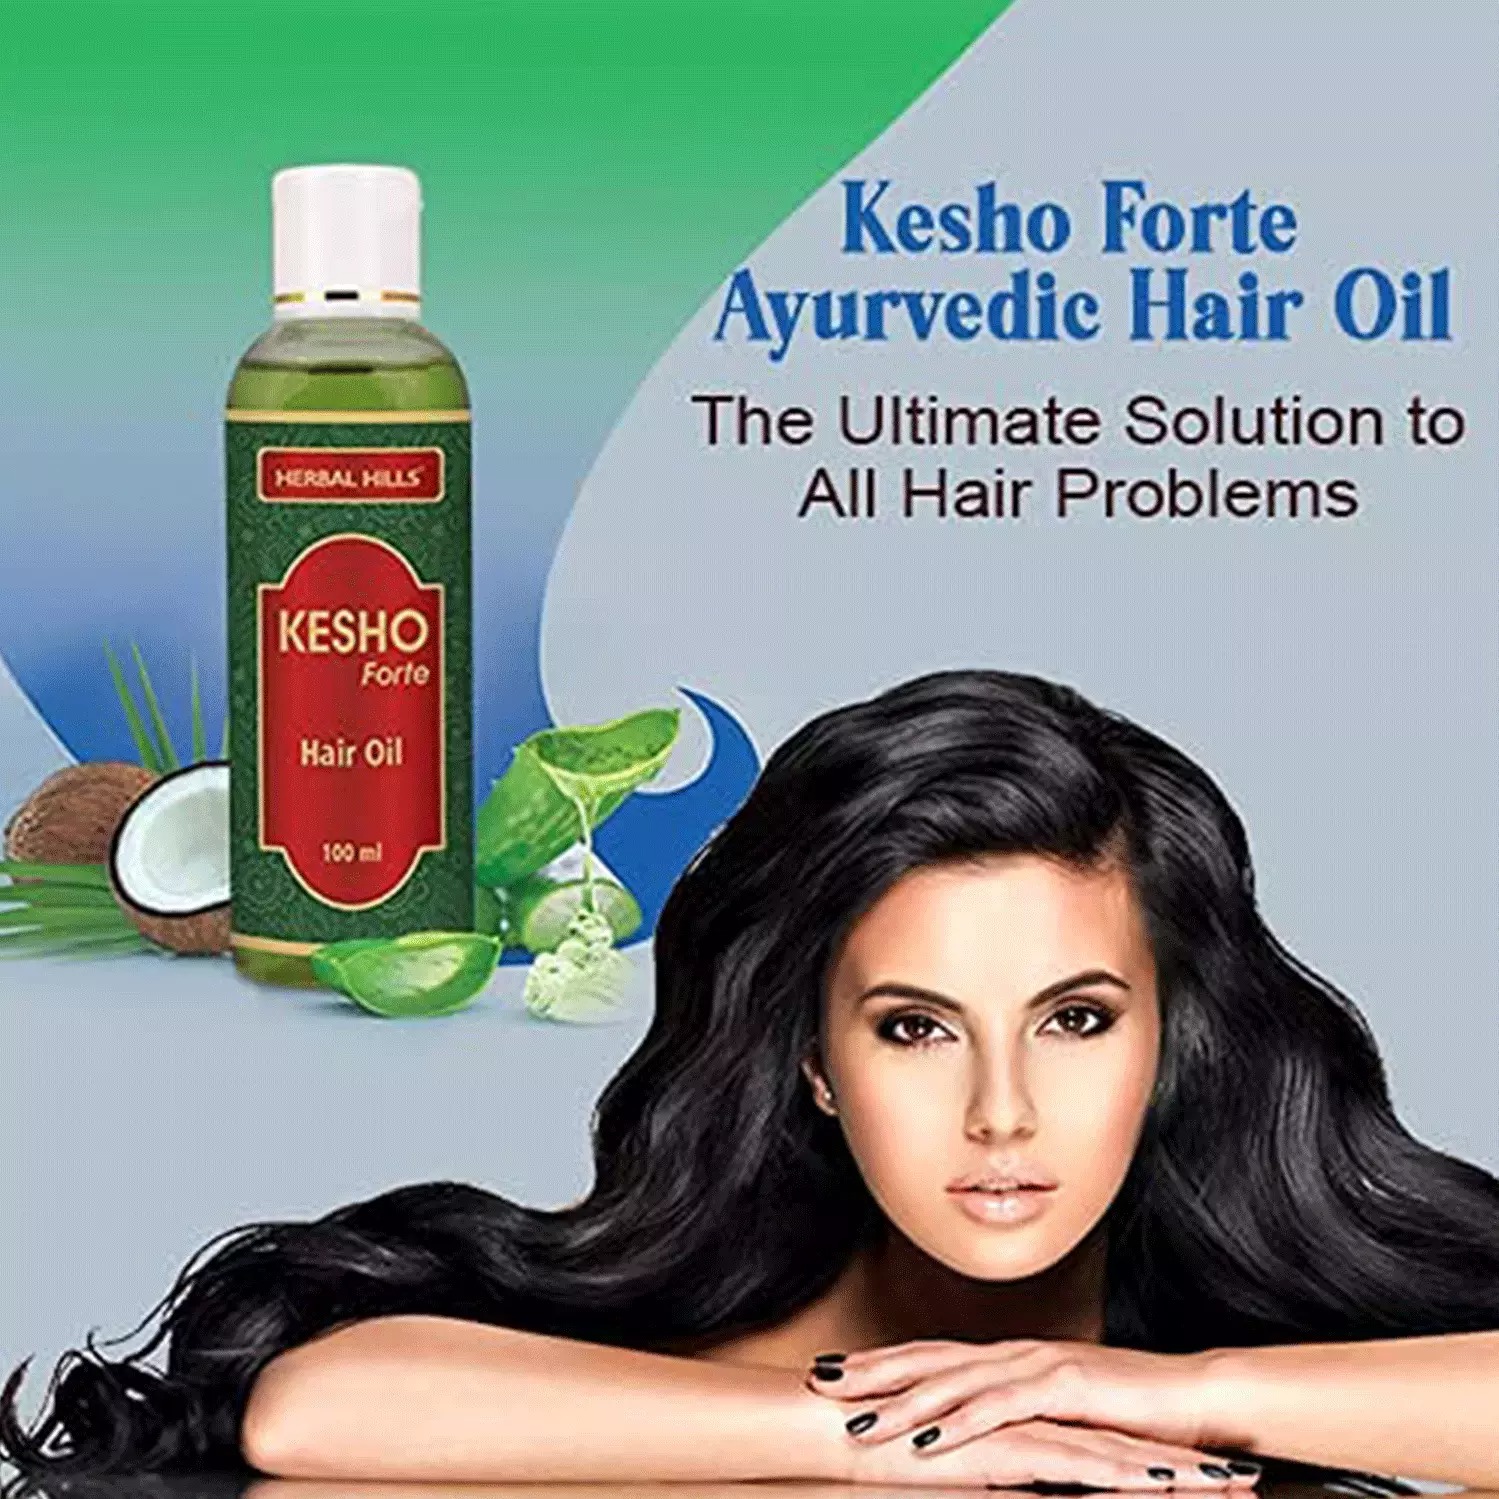 Kesho Forte
Ayurvedic Hair Oil
The Ultimate Solution to
All Hair Problems
HERBAL HILLS
KESHO
Forte
Hair Oil
100 ml